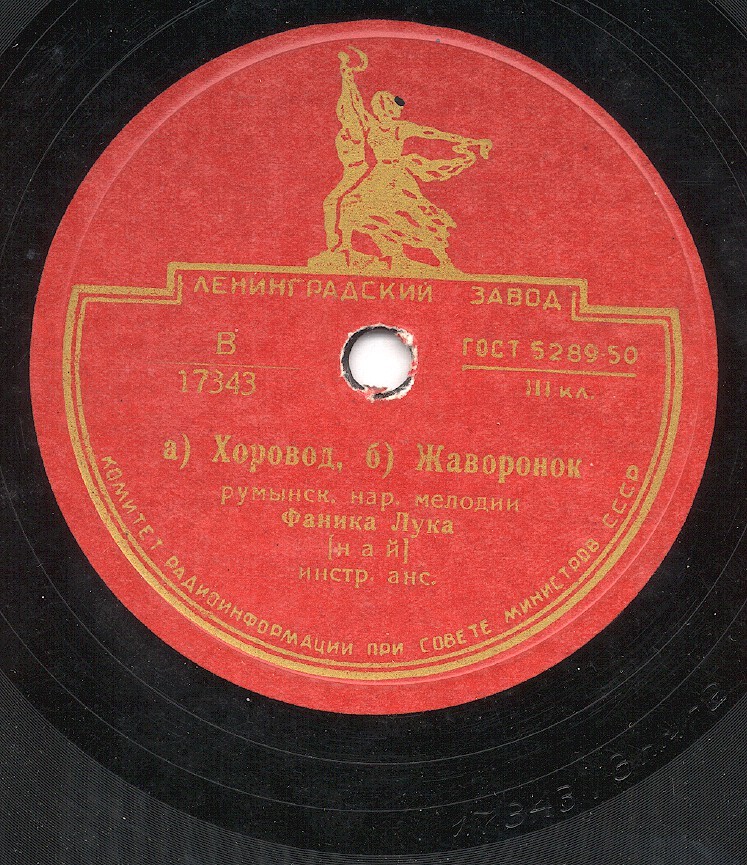 ЛЕНИНГРАДСКИЙ ЗАВОД
В
17343
ГОСТ 5289-50
III кл.
а) Хоровод, б) Жаворонок
румынск. нар. мелодии
Фаника Лука
[най]
инстр. анс.
КОМИТЕТ РАДИОИНФОРМАЦИИ ПРИ СОВЕТЕ МИНИСТРОВ СССР
17343